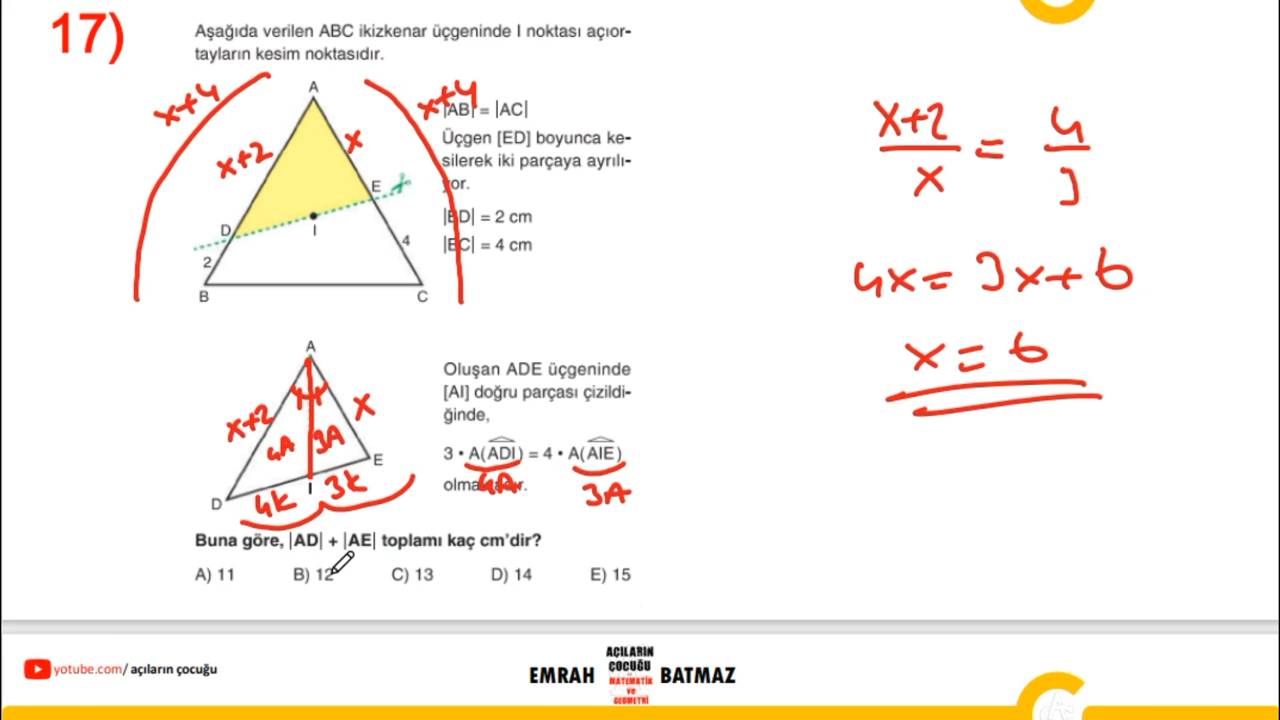 17)
Aşağıda verilen ABC ikizkenar üçgeninde I noktası açıor-
tayların kesim noktasıdır.
A
x+4
x+4
x+2
x
E
D
I
4
2
B
C
|AB| = |AC|
Üçgen [ED] boyunca ke-
silerek iki parçaya ayrılı-
yor.
|BD| = 2 cm
|EC| = 4 cm
x+2 / x = 4 / 3
4x = 3x+6
x = 6
A
x+2
x
4A
3A
E
D
I
4k
3k
Oluşan ADE üçgeninde
[AI] doğru parçası çizildi-
ğinde,
3 • A(ADI) = 4 • A(AIE)
4A
3A
Buna göre, |AD| + |AE| toplamı kaç cm'dir?
A) 11 B) 12 C) 13 D) 14 E) 15
yotube.com/ açıların çocuğu
EMRAH
AÇILARIN
ÇOCUĞU
MATEMATİK
ve
GEOMETRİ
BATMAZ